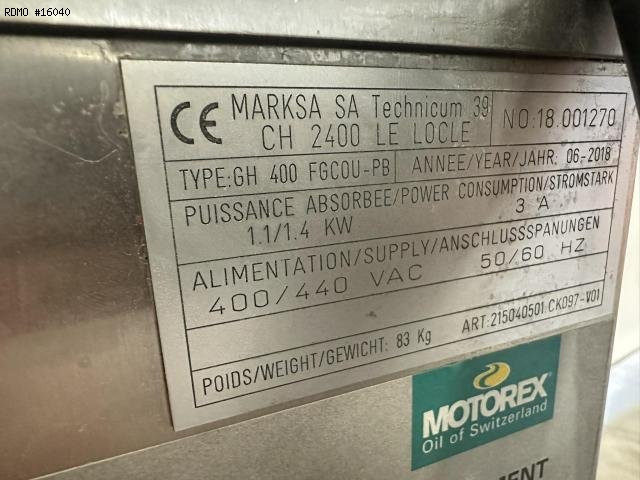 RDMO #16040
CE MARKSA SA Technicum 39
CH 2400 LE LOCLE
NO:18.001270
TYPE:GH 400 FGCOU-PB
ANNEE/YEAR/JAHR: 06-2018
PUISSANCE ABSORBEE/POWER CONSUMPTION/STROMSTARK
1.1/1.4 KW 3 A
ALIMENTATION/SUPPLY/ANSCHLUSSSPANUNGEN
400/440 VAC 50/60 HZ
POIDS/WEIGHT/GEWICHT: 83 Kg ART:215040501.CK097-V01
MOTOREX
Oil of Switzerland